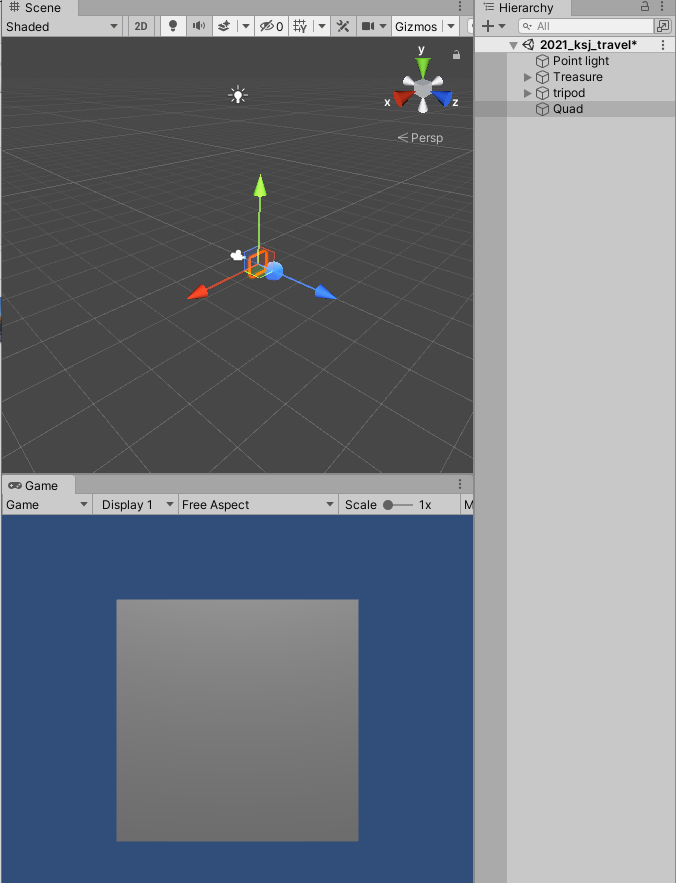 Scene
Hierarchy
Shaded
2D
0
Gizmos
All
2021_ksj_travel*
Point light
Treasure
tripod
Quad
y
x
z
Persp
Game
Game
Display 1
Free Aspect
Scale
1x
M